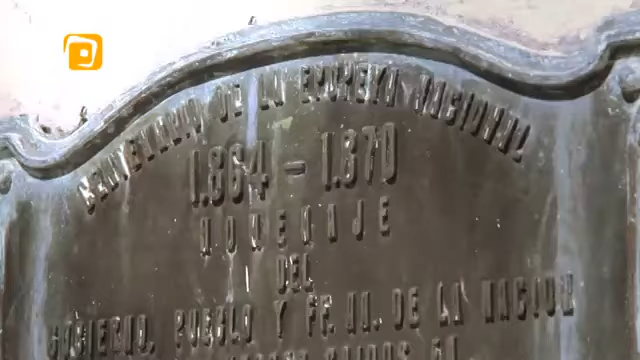 CENTENARIO DE LA EPOPEYA NACIONAL
1.864 - 1.870
HOMENAJE
DEL
GOBIERNO, PUEBLO Y FF. AA. DE LA NACION